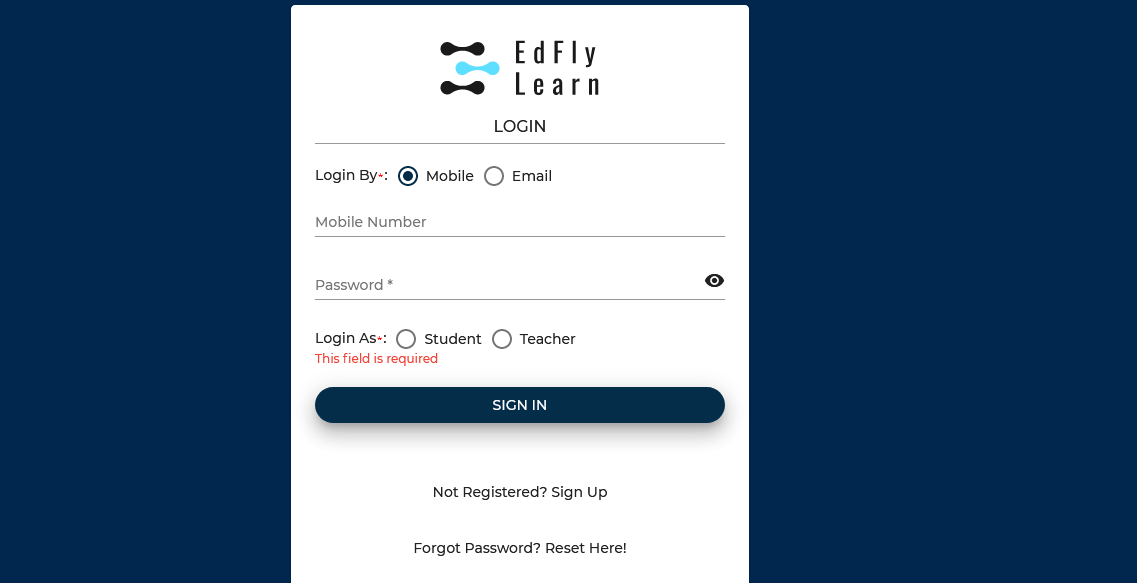 EdFly
Learn
LOGIN
Login By*: Mobile Email
Mobile Number
Password *
Login As*: Student Teacher
This field is required
SIGN IN
Not Registered? Sign Up
Forgot Password? Reset Here!